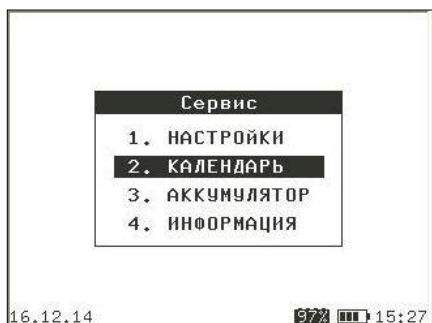 Сервис
1. НАСТРОЙКИ
2. КАЛЕНДАРЬ
3. АККУМУЛЯТОР
4. ИНФОРМАЦИЯ
16.12.14 97% 15:27